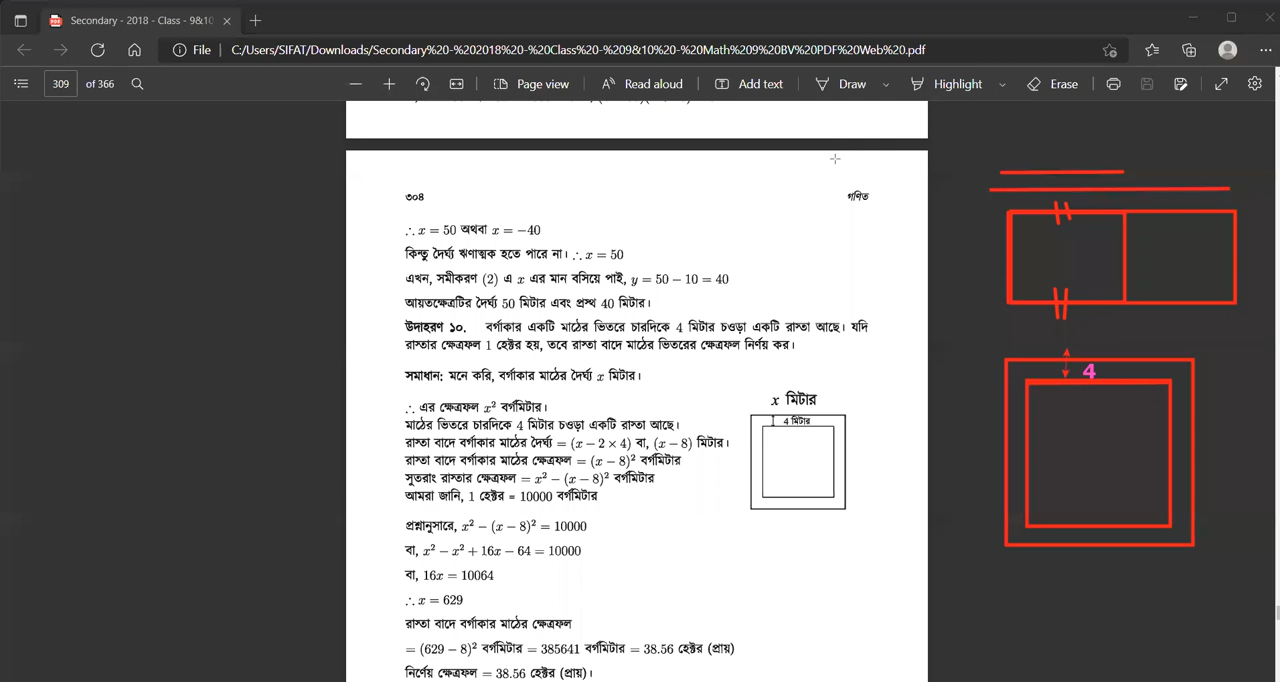 Secondary - 2018 - Class - 9&10
File C:/Users/SIFAT/Downloads/Secondary%20-%202018%20-%20Class%20-%209&10%20-%20Math%209%20%20BV%20PDF%20Web%20.pdf
309 of 366 Page view Read aloud Add text Draw Highlight Erase
৩০৪ গণিত
∴ x = 50 অথবা x = −40
কিন্তু দৈর্ঘ্য ঋণাত্মক হতে পারে না। ∴ x = 50
এখন, সমীকরণ (2) এ x এর মান বসিয়ে পাই, y = 50 − 10 = 40
আয়তক্ষেত্রটির দৈর্ঘ্য 50 মিটার এবং প্রস্থ 40 মিটার।
উদাহরণ ১০. বর্গাকার একটি মাঠের ভিতরে চারদিকে 4 মিটার চওড়া একটি রাস্তা আছে। যদি
রাস্তার ক্ষেত্রফল 1 হেক্টর হয়, তবে রাস্তা বাদে মাঠের ভিতরের ক্ষেত্রফল নির্ণয় কর।
সমাধান: মনে করি, বর্গাকার মাঠের দৈর্ঘ্য x মিটার।
∴ এর ক্ষেত্রফল x² বর্গমিটার।
মাঠের ভিতরে চারদিকে 4 মিটার চওড়া একটি রাস্তা আছে।
রাস্তা বাদে বর্গাকার মাঠের দৈর্ঘ্য = (x − 2 × 4) বা, (x − 8) মিটার।
রাস্তা বাদে বর্গাকার মাঠের ক্ষেত্রফল = (x − 8)² বর্গমিটার
সুতরাং রাস্তার ক্ষেত্রফল = x² − (x − 8)² বর্গমিটার
আমরা জানি, 1 হেক্টর = 10000 বর্গমিটার
প্রশ্নানুসারে, x² − (x − 8)² = 10000
বা, x² − x² + 16x − 64 = 10000
বা, 16x = 10064
∴ x = 629
রাস্তা বাদে বর্গাকার মাঠের ক্ষেত্রফল
= (629 − 8)² বর্গমিটার = 385641 বর্গমিটার = 38.56 হেক্টর (প্রায়)
নির্ণেয় ক্ষেত্রফল = 38.56 হেক্টর (প্রায়)।
x মিটার
4 মিটার
4